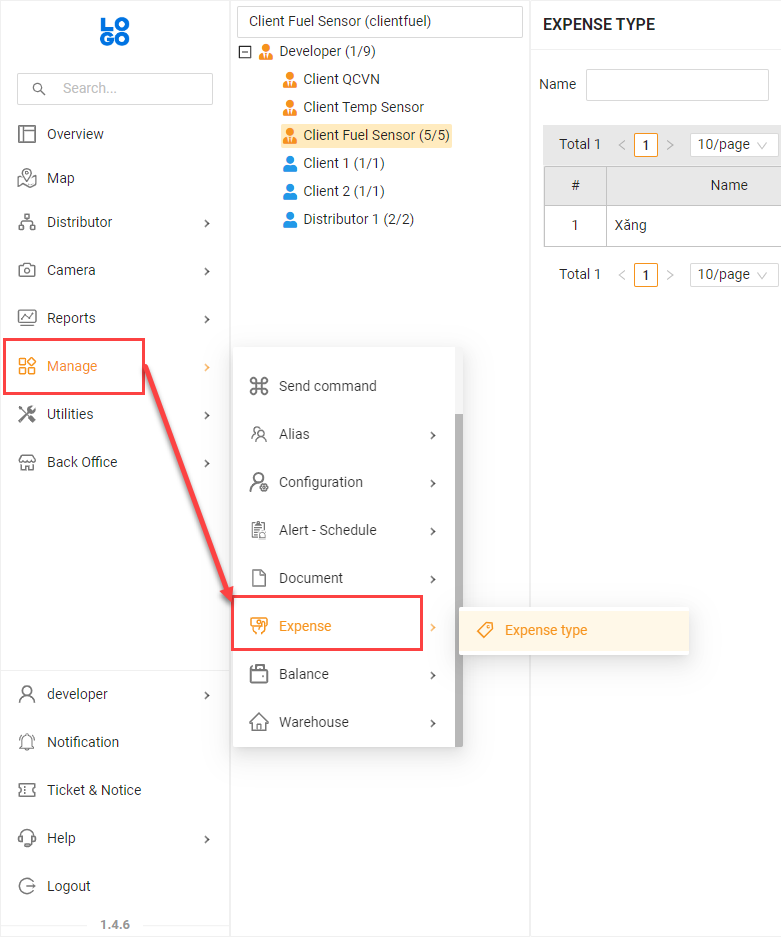 LO
GO
Search...
Overview
Map
Distributor
Camera
Reports
Manage
Utilities
Back Office
developer
Notification
Ticket & Notice
Help
Logout
1.4.6
Client Fuel Sensor (clientfuel)
Developer (1/9)
Client QCVN
Client Temp Sensor
Client Fuel Sensor (5/5)
Client 1 (1/1)
Client 2 (1/1)
Distributor 1 (2/2)
Send command
Alias
Configuration
Alert - Schedule
Document
Expense
Balance
Warehouse
Expense type
EXPENSE TYPE
Name
Total 1 < 1 > 10/page
# Name
1 Xăng
Total 1 < 1 > 10/page